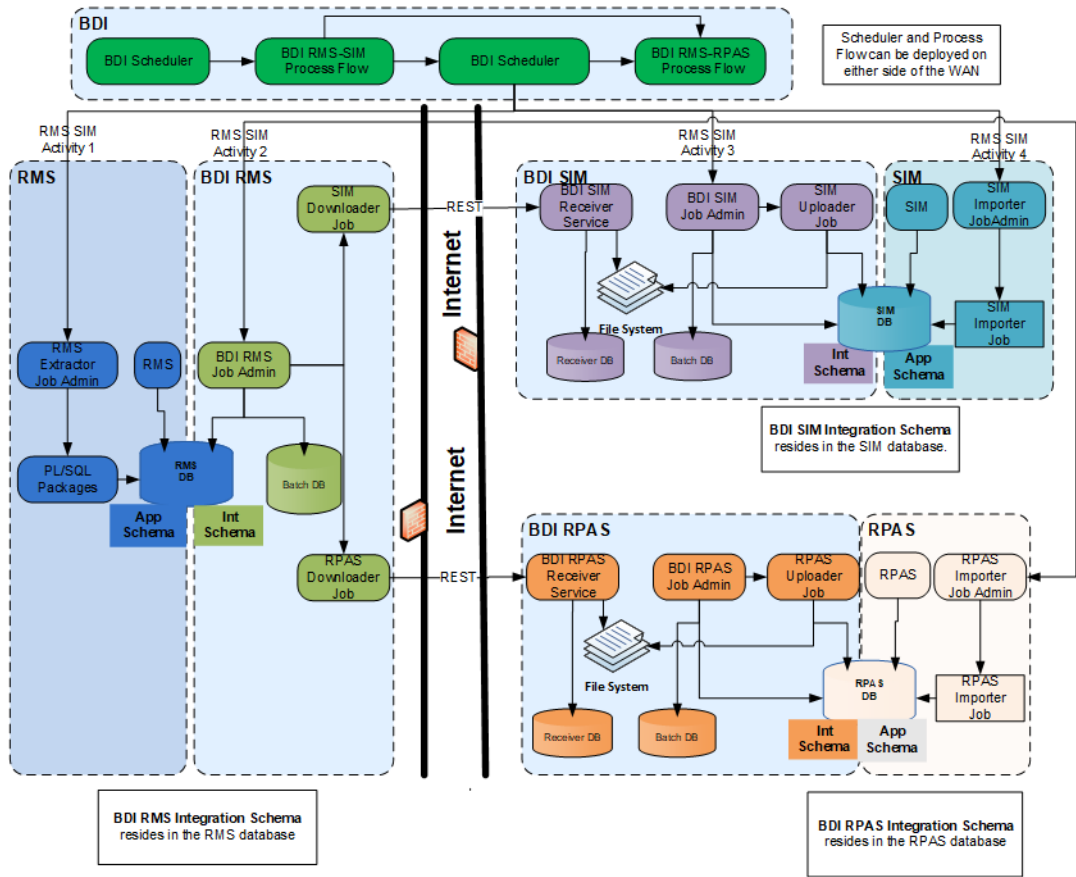 BDI
BDI Scheduler
BDI RMS-SIM
Process Flow
BDI Scheduler
BDI RMS-RPAS
Process Flow
Scheduler and Process
Flow can be deployed on
either side of the WAN
RMS SIM
Activity 1
RMS SIM
Activity 2
RMS SIM
Activity 3
RMS SIM
Activity 4
RMS
BDI RMS
SIM
Downloader
Job
REST
Internet
RMS
Extractor
Job Admin
RMS
BDI RMS
Job Admin
PL/SQL
Packages
RMS
DB
Batch DB
App
Schema
Int
Schema
RPAS
Downloader
Job
REST
Internet
BDI SIM
BDI SIM
Receiver
Service
BDI SIM
Job Admin
SIM
Uploader
Job
File System
Receiver DB
Batch DB
SIM
SIM
SIM
Importer
JobAdmin
SIM
DB
SIM
Importer
Job
Int
Schema
App
Schema
BDI SIM Integration Schema
resides in the SIM database.
BDI RPAS
BDI RPAS
Receiver
Service
BDI RPAS
Job Admin
RPAS
Uploader
Job
File System
Receiver DB
Batch DB
RPAS
RPAS
RPAS
Importer
Job Admin
RPAS
DB
RPAS
Importer
Job
Int
Schema
App
Schema
BDI RMS Integration Schema
resides in the RMS database
BDI RPAS Integration Schema
resides in the RPAS database